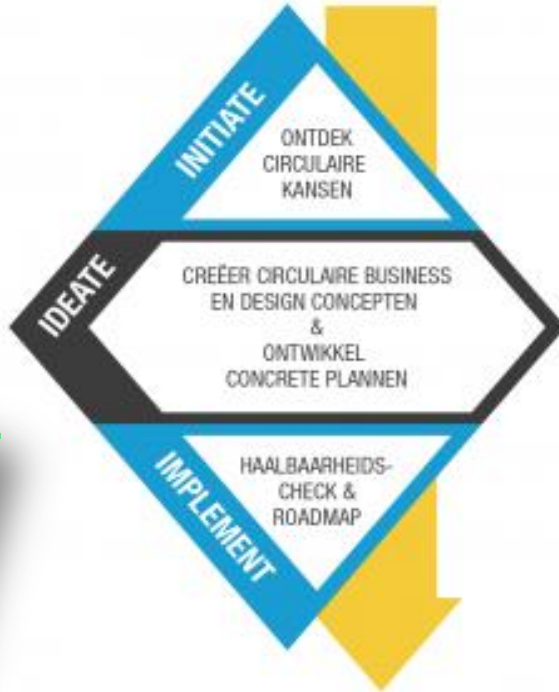 INITIATE
ONTDEK
CIRCULAIRE
KANSEN
IDEATE
CREËER CIRCULAIRE BUSINESS
EN DESIGN CONCEPTEN
&
ONTWIKKEL
CONCRETE PLANNEN
IMPLEMENT
HAALBAARHEIDS-
CHECK &
ROADMAP